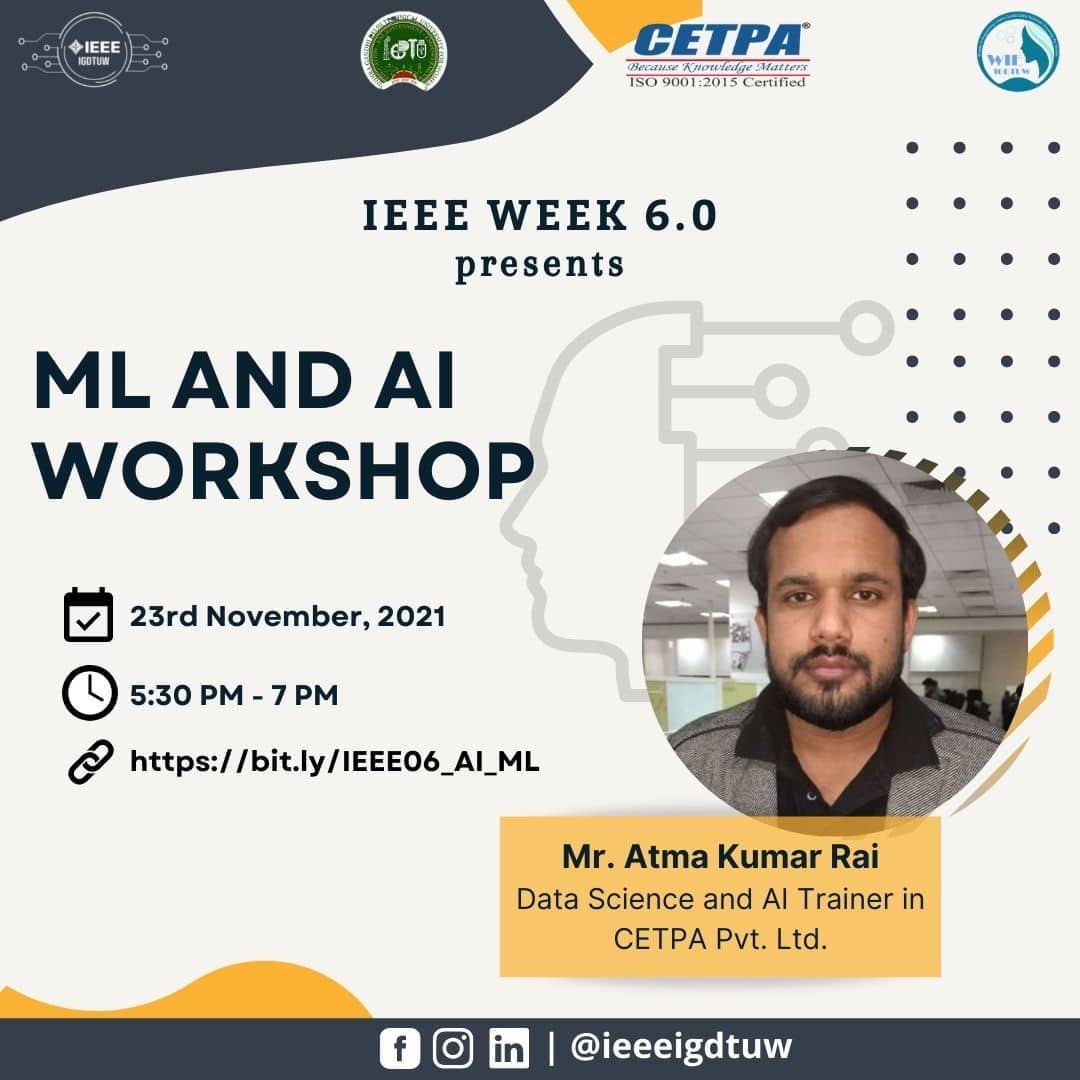 IEEE
IGDTUW
CETPA®
Because Knowledge Matters
ISO 9001:2015 Certified
WIE
IGDTUW
IEEE WEEK 6.0
presents
ML AND AI
WORKSHOP
23rd November, 2021
5:30 PM - 7 PM
https://bit.ly/IEEE06_AI_ML
Mr. Atma Kumar Rai
Data Science and AI Trainer in
CETPA Pvt. Ltd.
| @ieeeigdtuw